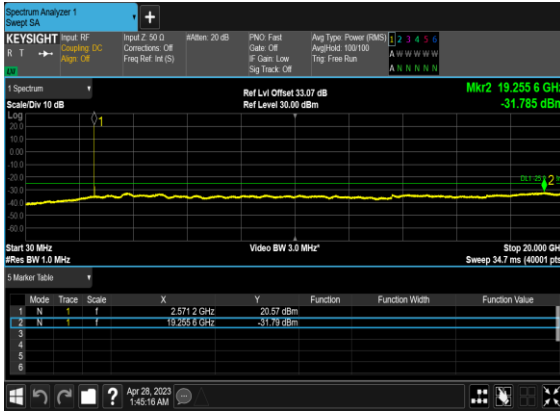 Spectrum Analyzer 1
Swept SA
+
KEYSIGHT Input: RF Input Z: 50 Ω #Atten: 20 dB PNO: Fast Avg Type: Power (RMS) 1 2 3 4 5 6
R T Coupling: DC Corrections: Off Gate: Off Avg|Hold: 100/100 A W W W W W
Align: Off Freq Ref: Int (S) IF Gain: Low Trig: Free Run
Sig Track: Off A N N N N N
1 Spectrum
Scale/Div 10 dB
Ref Lvl Offset 33.07 dB
Ref Level 30.00 dBm
Mkr2 19.255 6 GHz
-31.785 dBm
Log
1
20.0
10.0
0.00
-10.0
-20.0
2
-30.0
-40.0
-50.0
-60.0
Start 30 MHz Video BW 3.0 MHz* Stop 20.000 GHz
#Res BW 1.0 MHz Sweep 34.7 ms (40001 pts)
5 Marker Table
Mode Trace Scale X Y Function Function Width Function Value
1 N 1 f 2.571 2 GHz 20.57 dBm
2 N 1 f 19.255 6 GHz -31.79 dBm
3
4
5
6
? Apr 28, 2023
1:45:16 AM